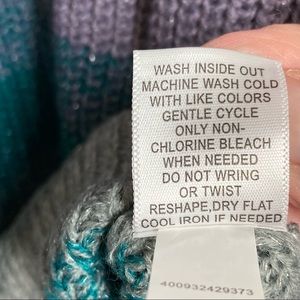 WASH INSIDE OUT
MACHINE WASH COLD
WITH LIKE COLORS
GENTLE CYCLE
ONLY NON-
CHLORINE BLEACH
WHEN NEEDED
DO NOT WRING
OR TWIST
RESHAPE,DRY FLAT
COOL IRON IF NEEDED
400932429373